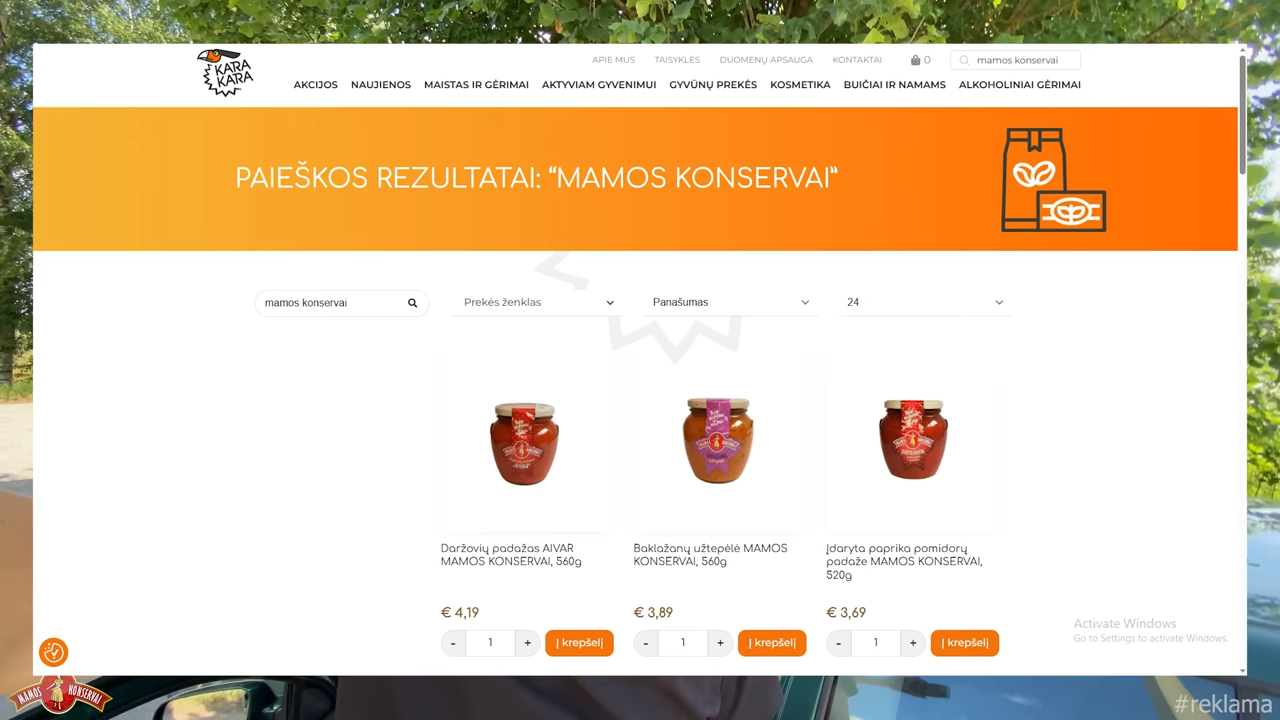 KARA
KARA
APIE MUS
TAISYKLĖS
DUOMENŲ APSAUGA
KONTAKTAI
0
mamos konservai
AKCIJOS
NAUJIENOS
MAISTAS IR GĖRIMAI
AKTYVIAM GYVENIMUI
GYVŪNŲ PREKĖS
KOSMETIKA
BUIČIAI IR NAMAMS
ALKOHOLINIAI GĖRIMAI
PAIEŠKOS REZULTATAI: “MAMOS KONSERVAI”
mamos konservai
Prekės ženklas
Panašumas
24
Daržovių padažas AIVAR
MAMOS KONSERVAI, 560g
€ 4,19
- 1 +
Į krepšelį
Baklažanų užtepėlė MAMOS
KONSERVAI, 560g
€ 3,89
- 1 +
Į krepšelį
Įdaryta paprika pomidorų
padaže MAMOS KONSERVAI,
520g
€ 3,69
- 1 +
Į krepšelį
Activate Windows
Go to Settings to activate Windows.
MAMOS KONSERVAI
#reklama